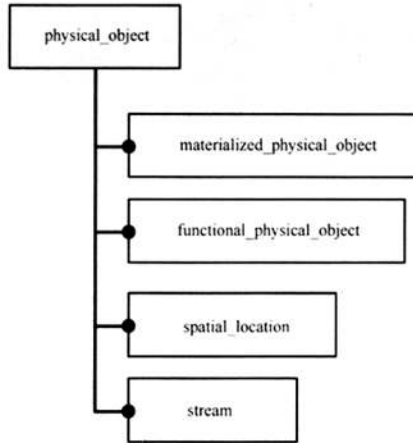 physical_object
materialized_physical_object
functional_physical_object
spatial_location
stream